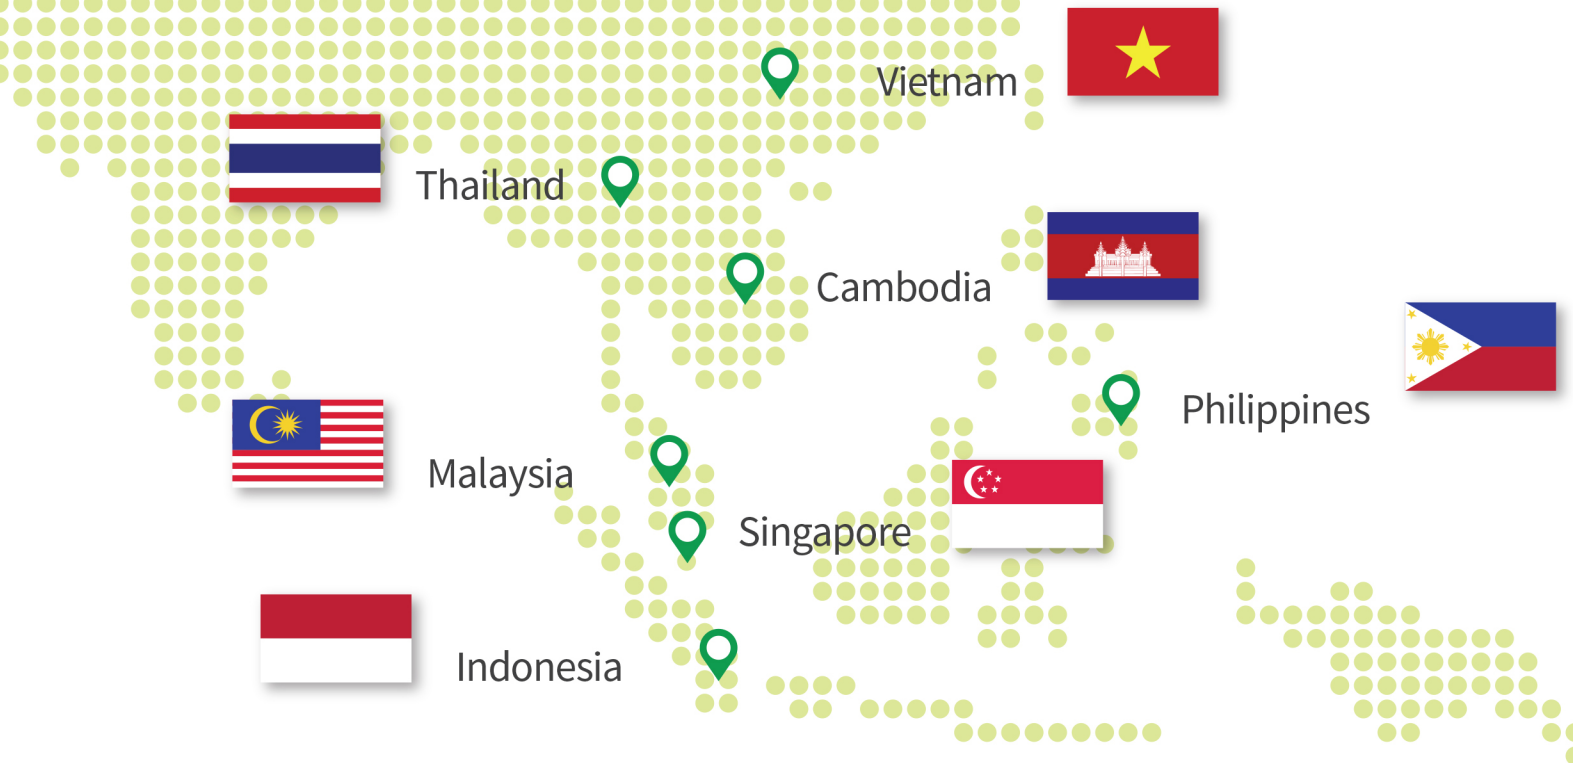 Vietnam
Thailand
Cambodia
Philippines
Malaysia
Singapore
Indonesia